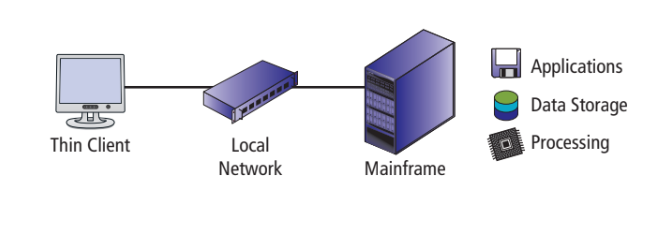 Thin Client
Local
Network
Mainframe
Applications
Data Storage
Processing